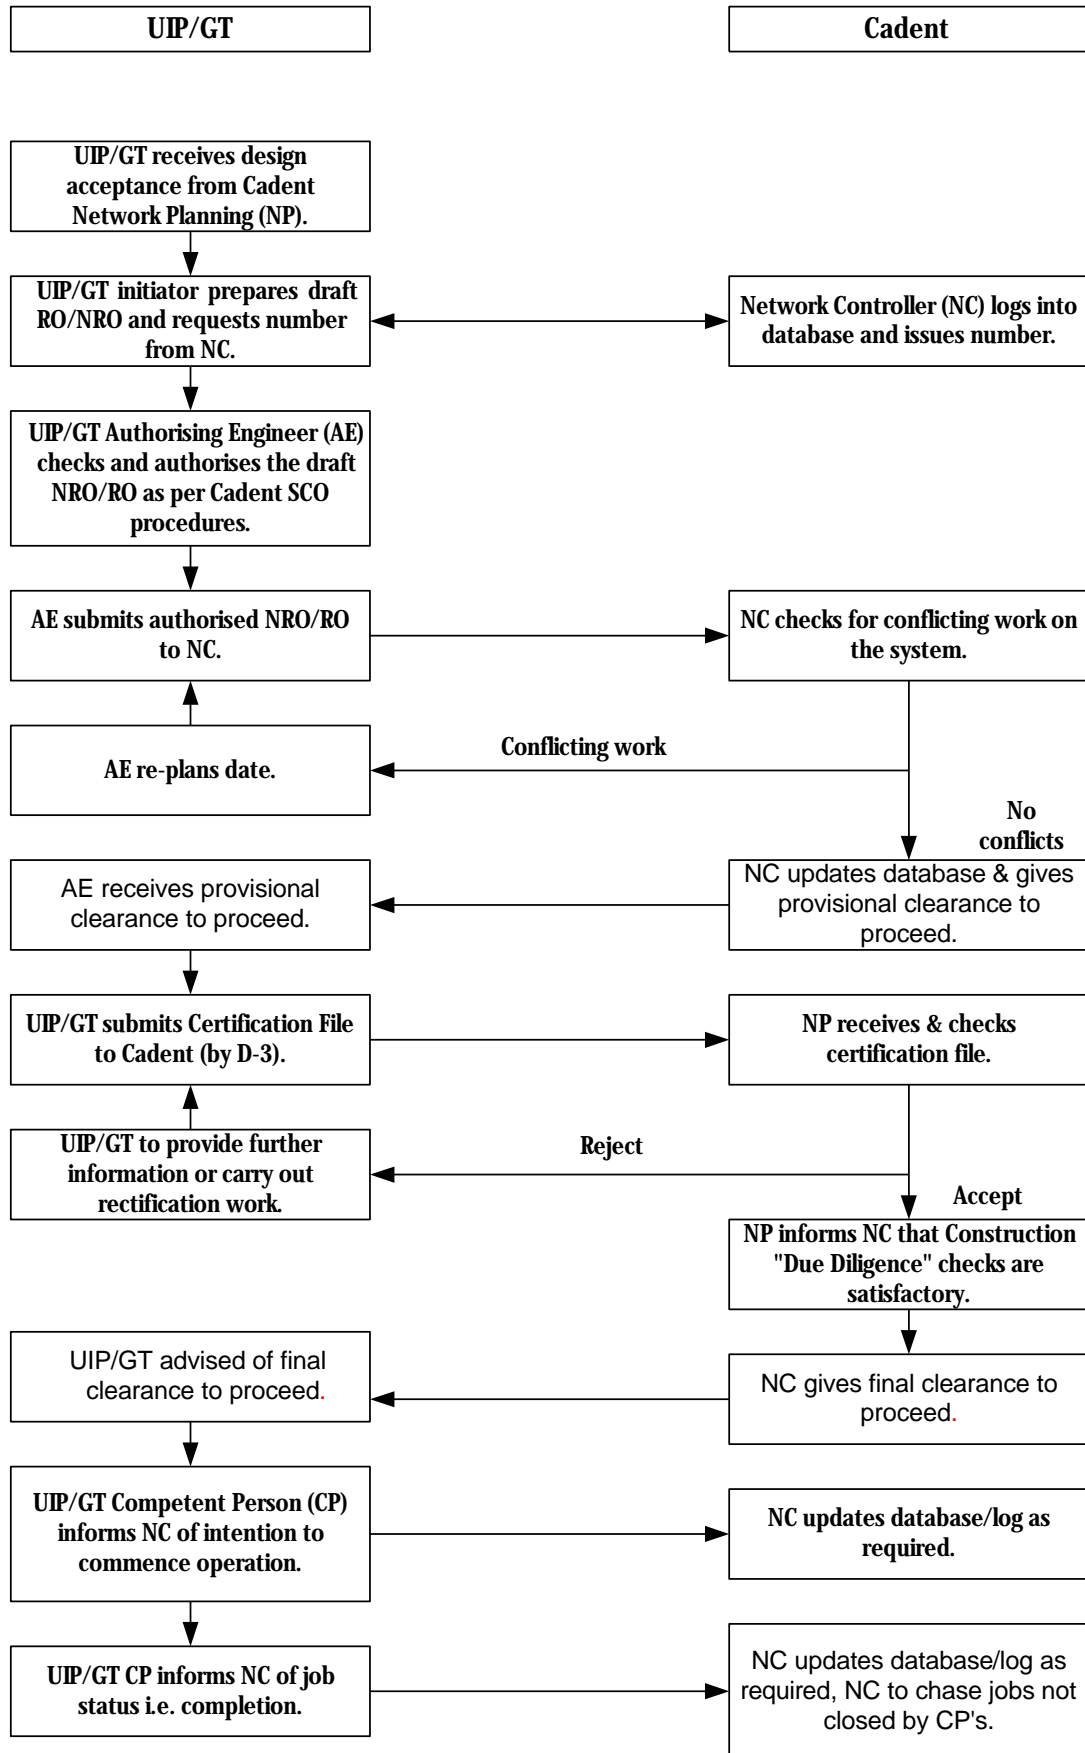 UIP/GT
Cadent
UIP/GT receives design
acceptance from Cadent
Network Planning (NP).
UIP/GT initiator prepares draft
RO/NRO and requests number
from NC.
Network Controller (NC) logs into
database and issues number.
UIP/GT Authorising Engineer (AE)
checks and authorises the draft
NRO/RO as per Cadent SCO
procedures.
AE submits authorised NRO/RO
to NC.
NC checks for conflicting work on
the system.
Conflicting work
AE re-plans date.
No
conflicts
AE receives provisional
clearance to proceed.
NC updates database & gives
provisional clearance to
proceed.
UIP/GT submits Certification File
to Cadent (by D-3).
NP receives & checks
certification file.
UIP/GT to provide further
information or carry out
rectification work.
Reject
Accept
NP informs NC that Construction
"Due Diligence" checks are
satisfactory.
UIP/GT advised of final
clearance to proceed.
NC gives final clearance to
proceed.
UIP/GT Competent Person (CP)
informs NC of intention to
commence operation.
NC updates database/log as
required.
UIP/GT CP informs NC of job
status i.e. completion.
NC updates database/log as
required, NC to chase jobs not
closed by CP's.